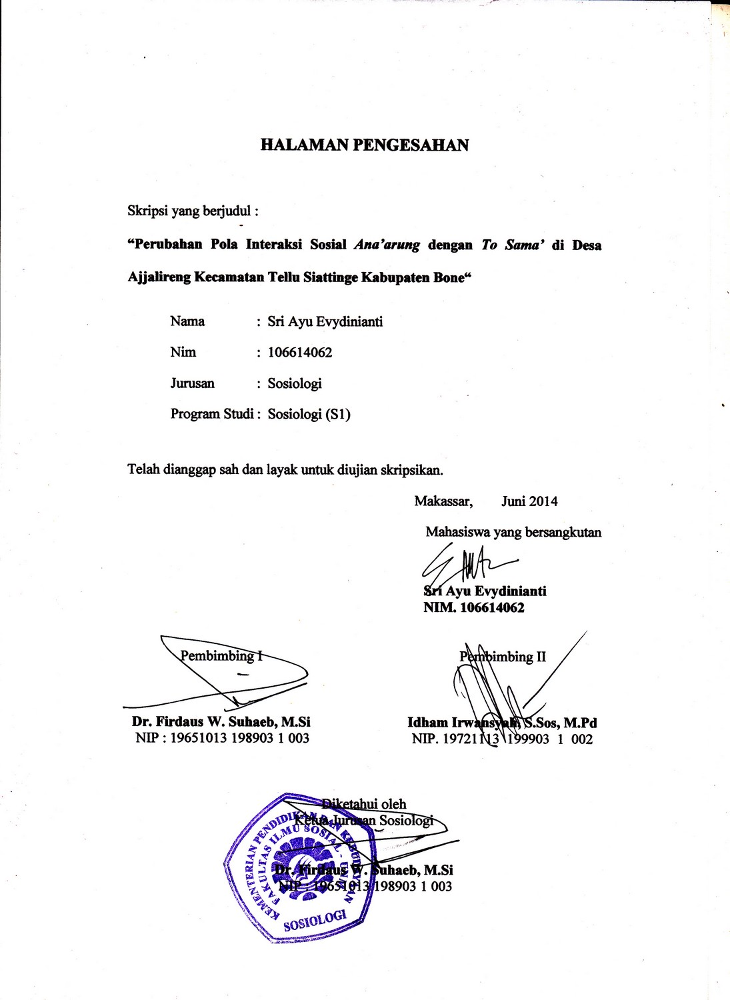 HALAMAN PENGESAHAN
Skripsi yang berjudul :
“Perubahan Pola Interaksi Sosial Ana’arung dengan To Sama’ di Desa
Ajjalireng Kecamatan Tellu Siattinge Kabupaten Bone“
Nama : Sri Ayu Evydinianti
Nim : 106614062
Jurusan : Sosiologi
Program Studi : Sosiologi (S1)
Telah dianggap sah dan layak untuk diujian skripsikan.
Makassar, Juni 2014
Mahasiswa yang bersangkutan
Sri Ayu Evydinianti
NIM. 106614062
Pembimbing I
Dr. Firdaus W. Suhaeb, M.Si
NIP : 19651013 198903 1 003
Pembimbing II
Idham Irwansyah, S.Sos, M.Pd
NIP. 19721113 199903 1 002
Diketahui oleh
Ketua Jurusan Sosiologi
Dr. Firdaus W. Suhaeb, M.Si
NIP : 19651013 198903 1 003
KEMENTERIAN PENDIDIKAN DAN KEBUDAYAAN
FAKULTAS ILMU SOSIAL - UNM
SOSIOLOGI